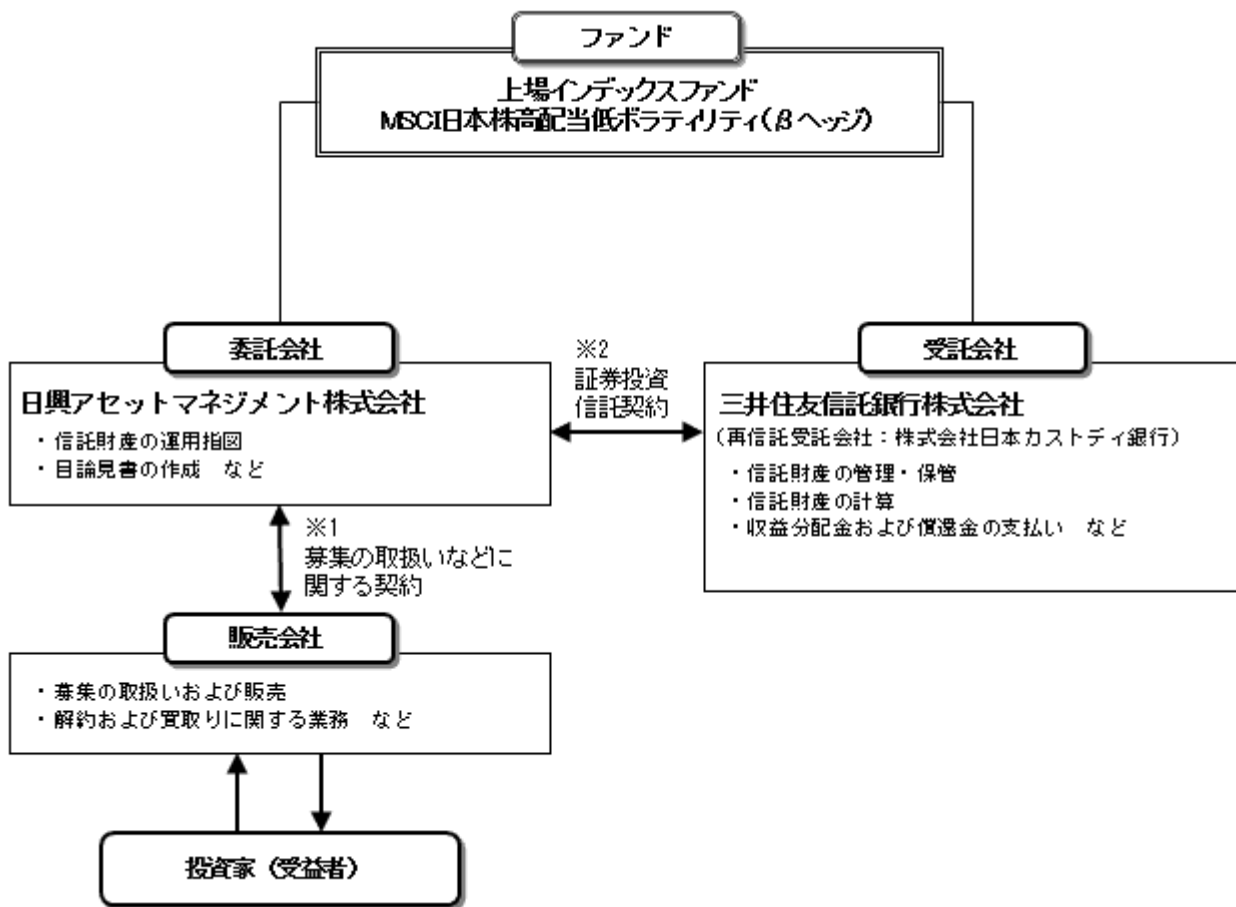 ファンド
上場インデックスファンド
MSCI日本株高配当低ボラティリティ(βヘッジ)
委託会社
日興アセットマネジメント株式会社
・信託財産の運用指図
・目論見書の作成　など
※2
証券投資
信託契約
受託会社
三井住友信託銀行株式会社
(再信託受託会社：株式会社日本カストディ銀行)
・信託財産の管理・保管
・信託財産の計算
・収益分配金および償還金の支払い　など
※1
募集の取扱いなどに
関する契約
販売会社
・募集の取扱いおよび販売
・解約および買取りに関する業務　など
投資家（受益者）